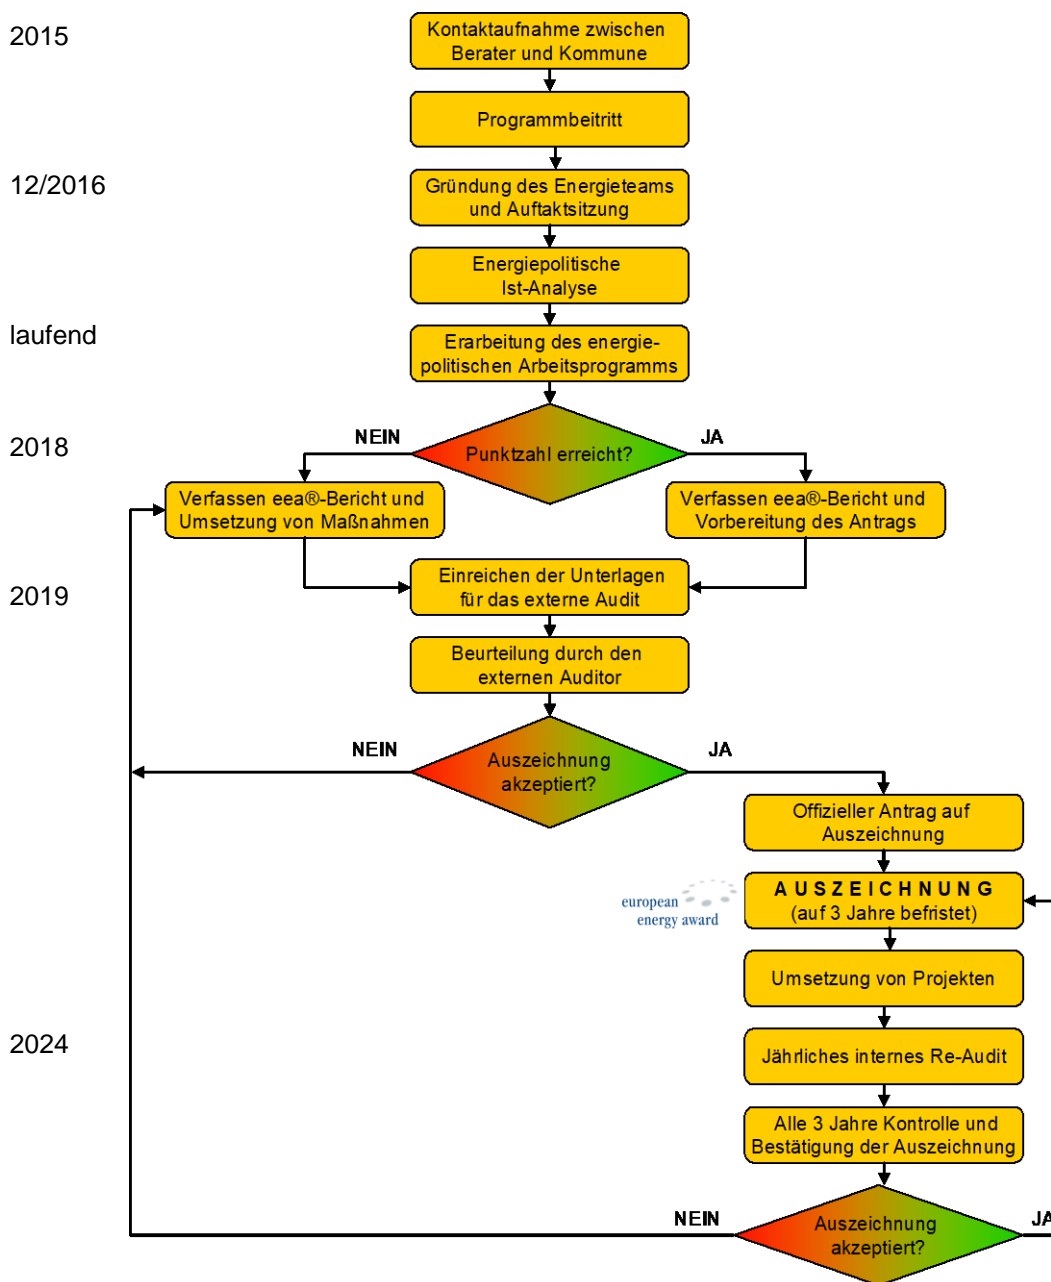 2015
Kontaktaufnahme zwischen
Berater und Kommune
Programmbeitritt
12/2016
Gründung des Energieteams
und Auftaktsitzung
Energiepolitische
Ist-Analyse
laufend
Erarbeitung des energie-
politischen Arbeitsprogramms
2018
NEIN
Punktzahl erreicht?
JA
Verfassen eea®-Bericht und
Umsetzung von Maßnahmen
Verfassen eea®-Bericht und
Vorbereitung des Antrags
2019
Einreichen der Unterlagen
für das externe Audit
Beurteilung durch den
externen Auditor
NEIN
Auszeichnung
akzeptiert?
JA
Offizieller Antrag auf
Auszeichnung
european
energy award
A U S Z E I C H N U N G
(auf 3 Jahre befristet)
Umsetzung von Projekten
2024
Jährliches internes Re-Audit
Alle 3 Jahre Kontrolle und
Bestätigung der Auszeichnung
NEIN
Auszeichnung
akzeptiert?
JA